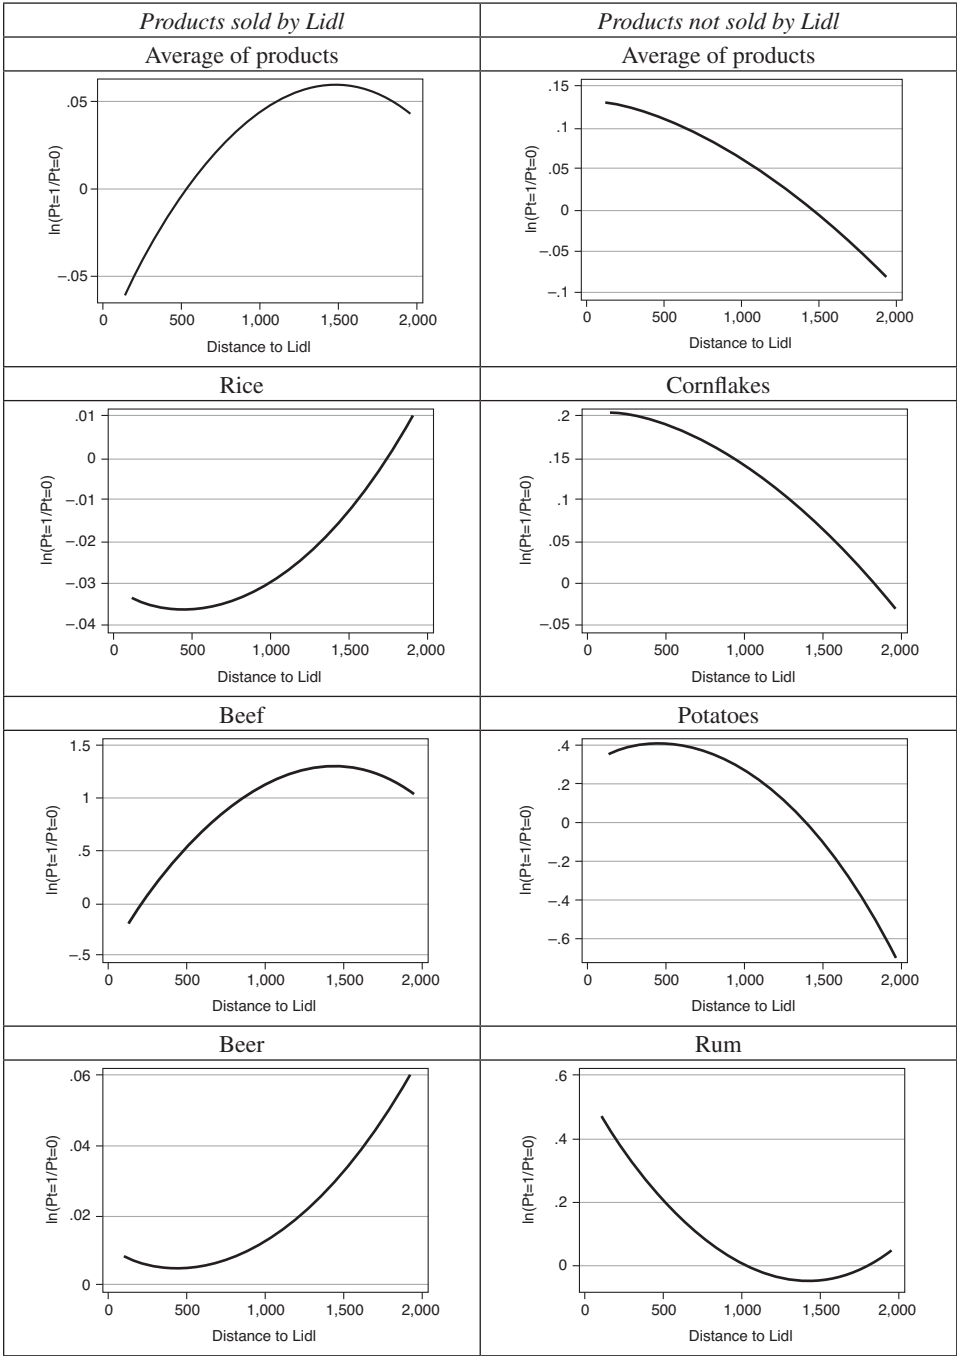 Products sold by Lidl
Products not sold by Lidl
Average of products
Average of products
ln(Pt=1/Pt=0)
.05
0
–.05
0 500 1,000 1,500 2,000
Distance to Lidl
ln(Pt=1/Pt=0)
.15
.1
.05
0
–.05
–.1
0 500 1,000 1,500 2,000
Distance to Lidl
Rice
Cornflakes
ln(Pt=1/Pt=0)
.01
0
–.01
–.02
–.03
–.04
0 500 1,000 1,500 2,000
Distance to Lidl
ln(Pt=1/Pt=0)
.2
.15
.1
.05
0
–.05
0 500 1,000 1,500 2,000
Distance to Lidl
Beef
Potatoes
ln(Pt=1/Pt=0)
1.5
1
.5
0
–.5
0 500 1,000 1,500 2,000
Distance to Lidl
ln(Pt=1/Pt=0)
.4
.2
0
–.2
–.4
–.6
0 500 1,000 1,500 2,000
Distance to Lidl
Beer
Rum
ln(Pt=1/Pt=0)
.06
.04
.02
0
0 500 1,000 1,500 2,000
Distance to Lidl
ln(Pt=1/Pt=0)
.6
.4
.2
0
0 500 1,000 1,500 2,000
Distance to Lidl